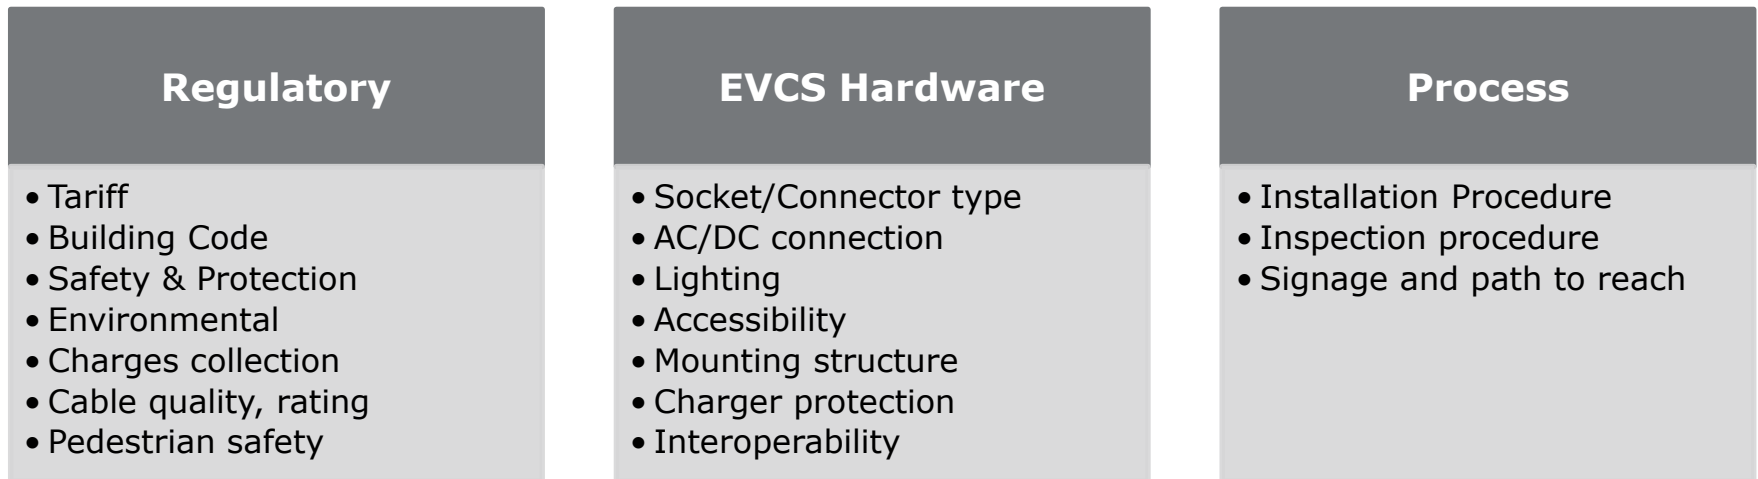 Regulatory
• Tariff
• Building Code
• Safety & Protection
• Environmental
• Charges collection
• Cable quality, rating
• Pedestrian safety
EVCS Hardware
• Socket/Connector type
• AC/DC connection
• Lighting
• Accessibility
• Mounting structure
• Charger protection
• Interoperability
Process
• Installation Procedure
• Inspection procedure
• Signage and path to reach